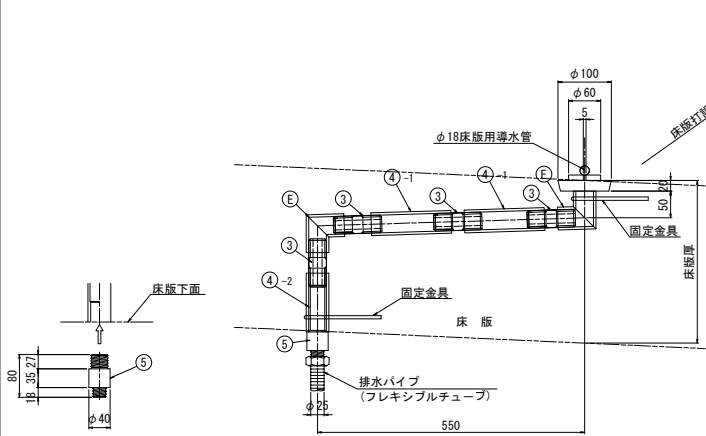 φ100
φ60
5
φ18床版用導水管
床版打設
20
50
固定金具
床版厚
E
3
4-1
3
4-1
E
3
3
4-2
固定金具
床 版
5
排水パイプ
(フレキシブルチューブ)
φ25
550
床版下面
5
80
27
35
18
φ40